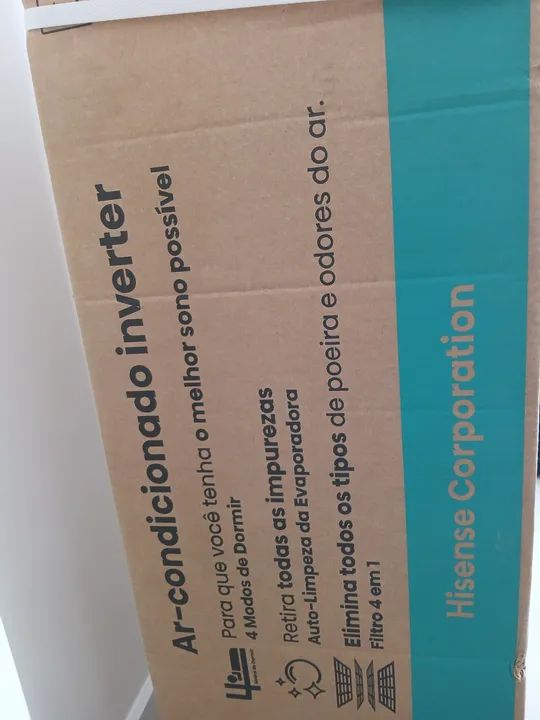 Ar-condicionado inverter
Para que você tenha o melhor sono possível
4 Modos de Dormir
Retira todas as impurezas
Auto-Limpeza da Evaporadora
Elimina todos os tipos de poeira e odores do ar.
Filtro 4 em 1
Hisense Corporation